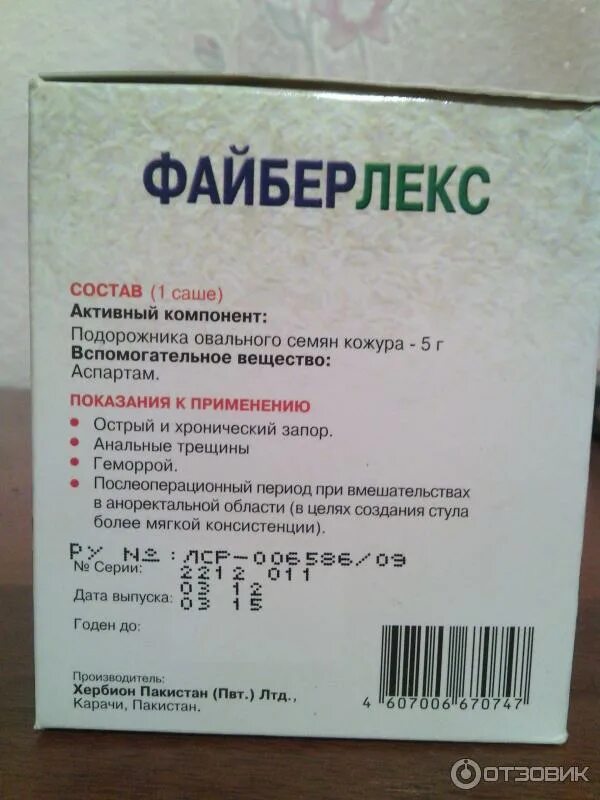 ФАЙБЕРЛЕКС
СОСТАВ (1 саше)
Активный компонент:
Подорожника овального семян кожура - 5 г
Вспомогательное вещество:
Аспартам.
ПОКАЗАНИЯ К ПРИМЕНЕНИЮ
• Острый и хронический запор.
• Анальные трещины
• Геморрой.
• Послеоперационный период при вмешательствах
в аноректальной области (в целях создания стула
более мягкой консистенции).
РУ №: ЛСР-006586/09
№ Серии: 2212 011
Дата выпуска: 03 12
03 15
Годен до:
Производитель:
Хербион Пакистан (Пвт.) Лтд.,
Карачи, Пакистан.
4 607006 670747
ОТЗОВИК